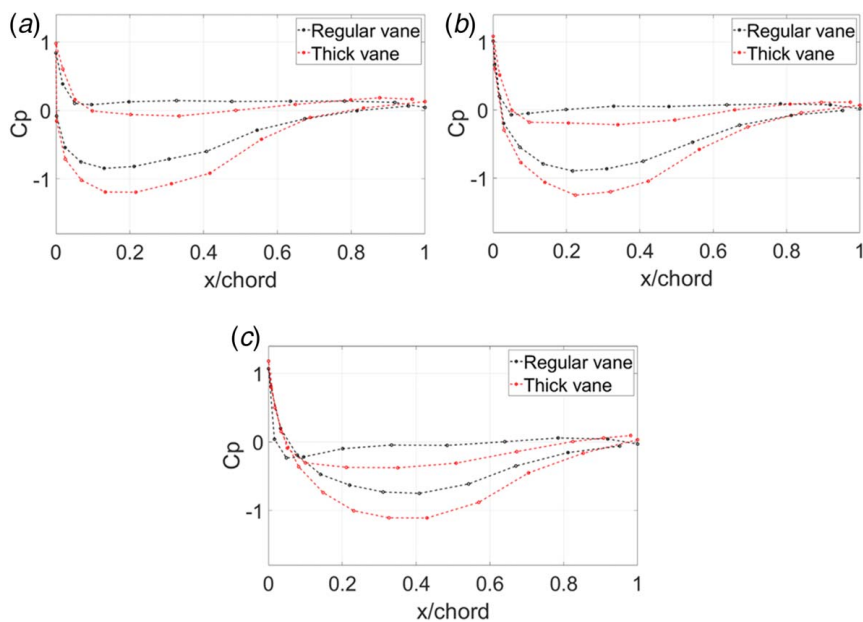 (a)
Regular vane
Thick vane
1
0
-1
Cp
0 0.2 0.4 0.6 0.8 1
x/chord
(b)
Regular vane
Thick vane
1
0
-1
Cp
0 0.2 0.4 0.6 0.8 1
x/chord
(c)
Regular vane
Thick vane
1
0
-1
Cp
0 0.2 0.4 0.6 0.8 1
x/chord